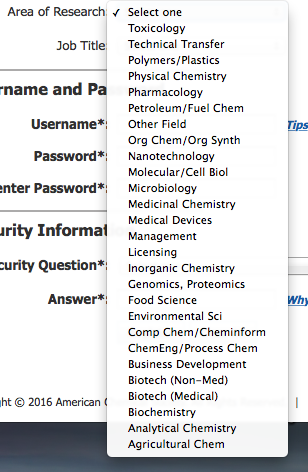 Area of Research:
✓ Select one
Toxicology
Technical Transfer
Job Title:
Polymers/Plastics
Physical Chemistry
rname and Pa
Pharmacology
Petroleum/Fuel Chem
Username*:
Other Field
Tips
Org Chem/Org Synth
Password*:
Nanotechnology
Molecular/Cell Biol
enter Password*:
Microbiology
Medicinal Chemistry
Medical Devices
urity Informat
Management
Licensing
curity Question*:
Inorganic Chemistry
Genomics, Proteomics
Answer*:
Food Science
Why
Environmental Sci
Comp Chem/Cheminform
ChemEng/Process Chem
Business Development
Biotech (Non-Med)
Biotech (Medical)
ght © 2016 American C
Biochemistry
|
Analytical Chemistry
Agricultural Chem